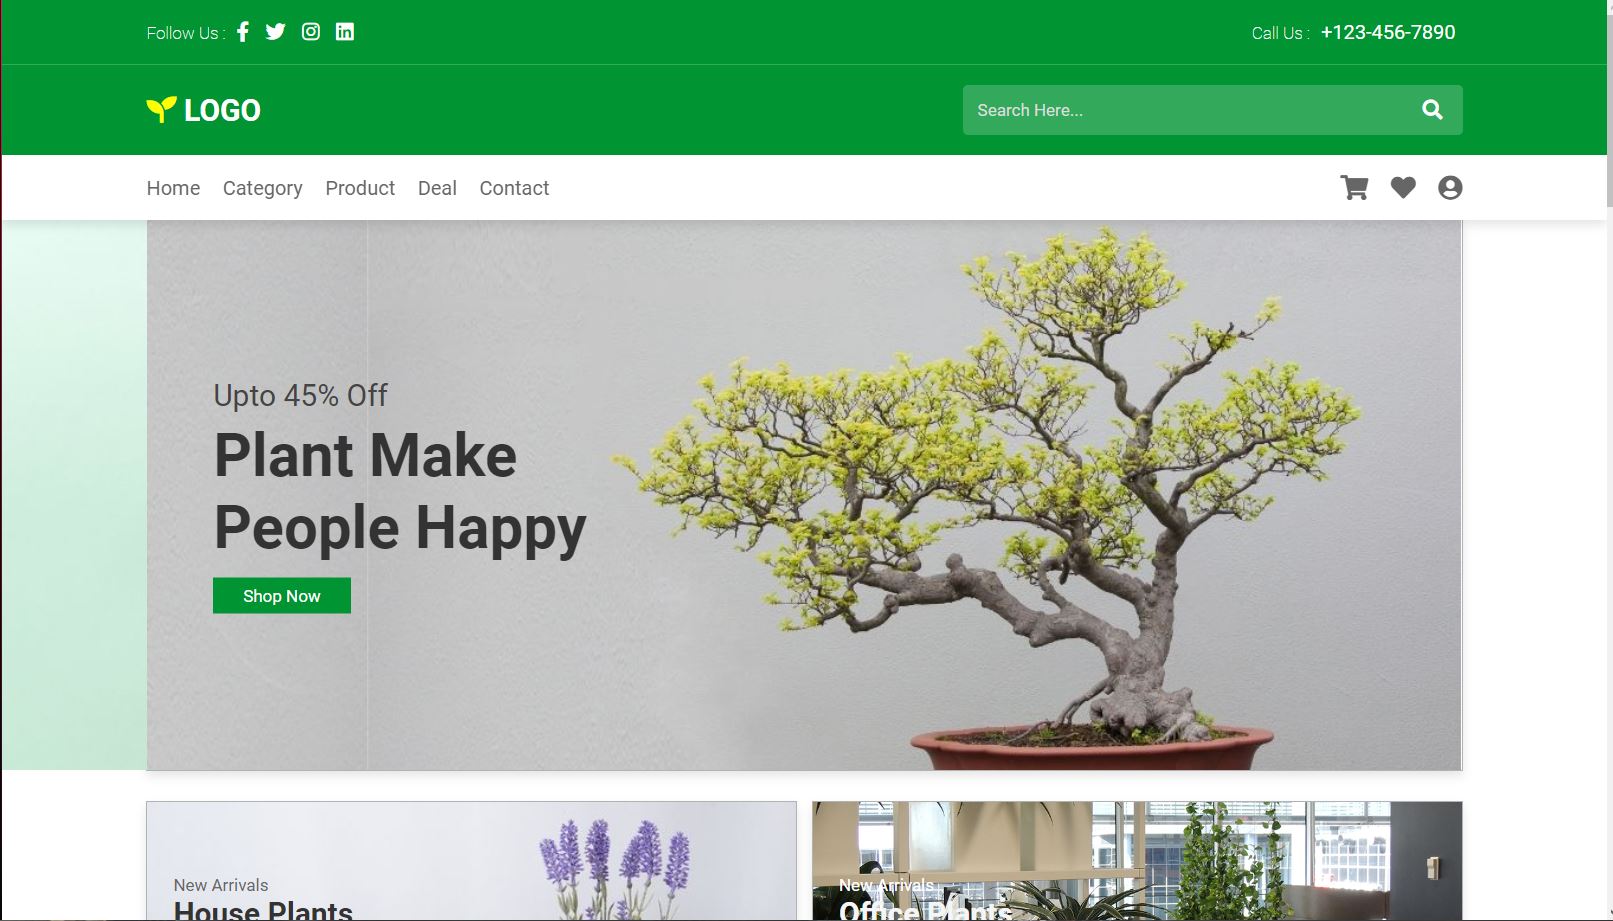 Follow Us :
Call Us : +123-456-7890
LOGO
Search Here...
Home Category Product Deal Contact
Upto 45% Off
Plant Make
People Happy
Shop Now
New Arrivals
House Plants
New Arrivals
Office Plants